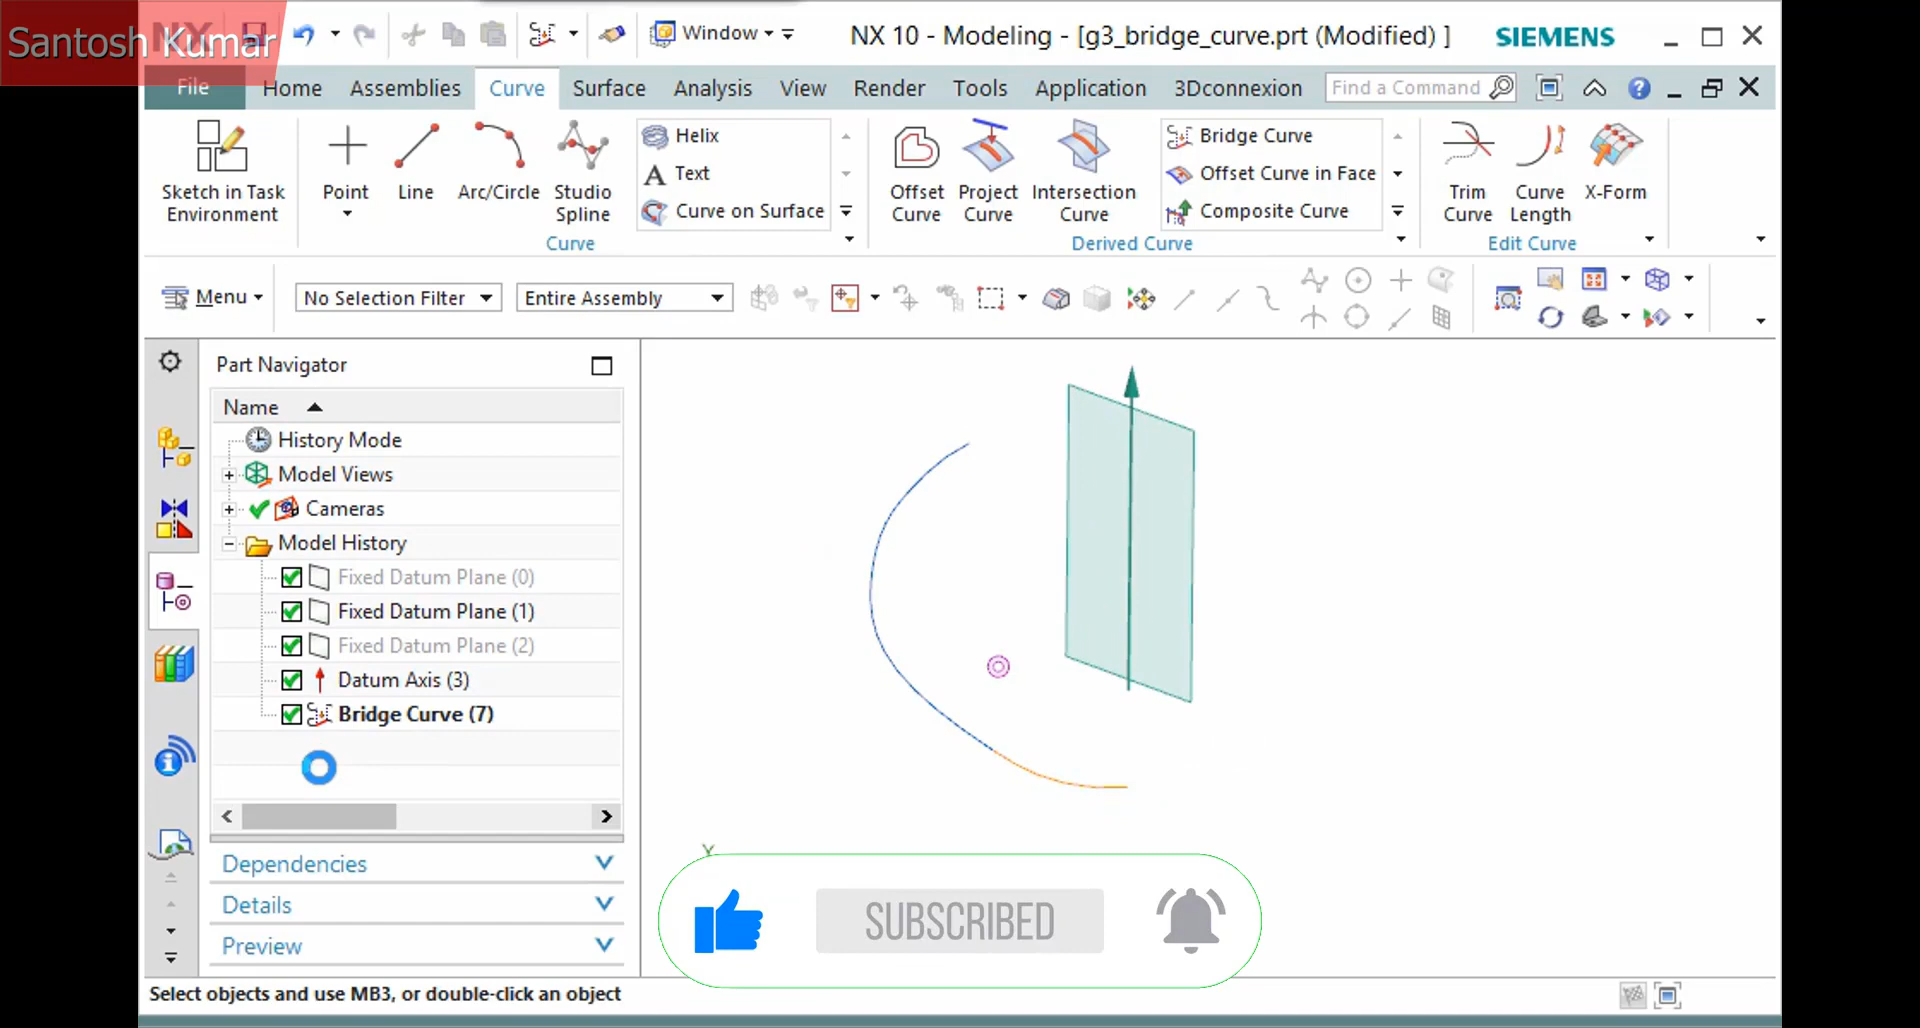 Santosh Kumar
NX
Window
NX 10 - Modeling - [g3_bridge_curve.prt (Modified) ]
SIEMENS
File
Home
Assemblies
Curve
Surface
Analysis
View
Render
Tools
Application
3Dconnexion
Find a Command
Sketch in Task
Environment
Point
Line
Arc/Circle
Studio
Spline
Helix
Text
Curve on Surface
Curve
Offset
Curve
Project
Curve
Intersection
Curve
Bridge Curve
Offset Curve in Face
Composite Curve
Derived Curve
Trim
Curve
Curve
Length
X-Form
Edit Curve
Menu
No Selection Filter
Entire Assembly
Part Navigator
Name
History Mode
Model Views
Cameras
Model History
Fixed Datum Plane (0)
Fixed Datum Plane (1)
Fixed Datum Plane (2)
Datum Axis (3)
Bridge Curve (7)
Dependencies
Details
Preview
Y
SUBSCRIBED
Select objects and use MB3, or double-click an object